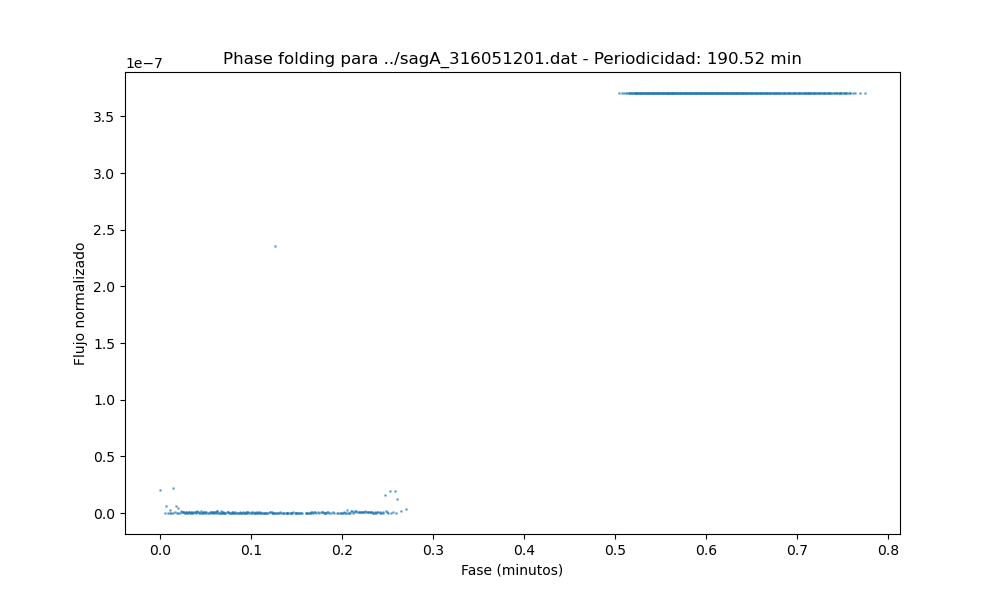 Phase folding para ../sagA_316051201.dat - Periodicidad: 190.52 min
1e−7
3.5
3.0
2.5
2.0
1.5
1.0
0.5
0.0
Flujo normalizado
0.0 0.1 0.2 0.3 0.4 0.5 0.6 0.7 0.8
Fase (minutos)